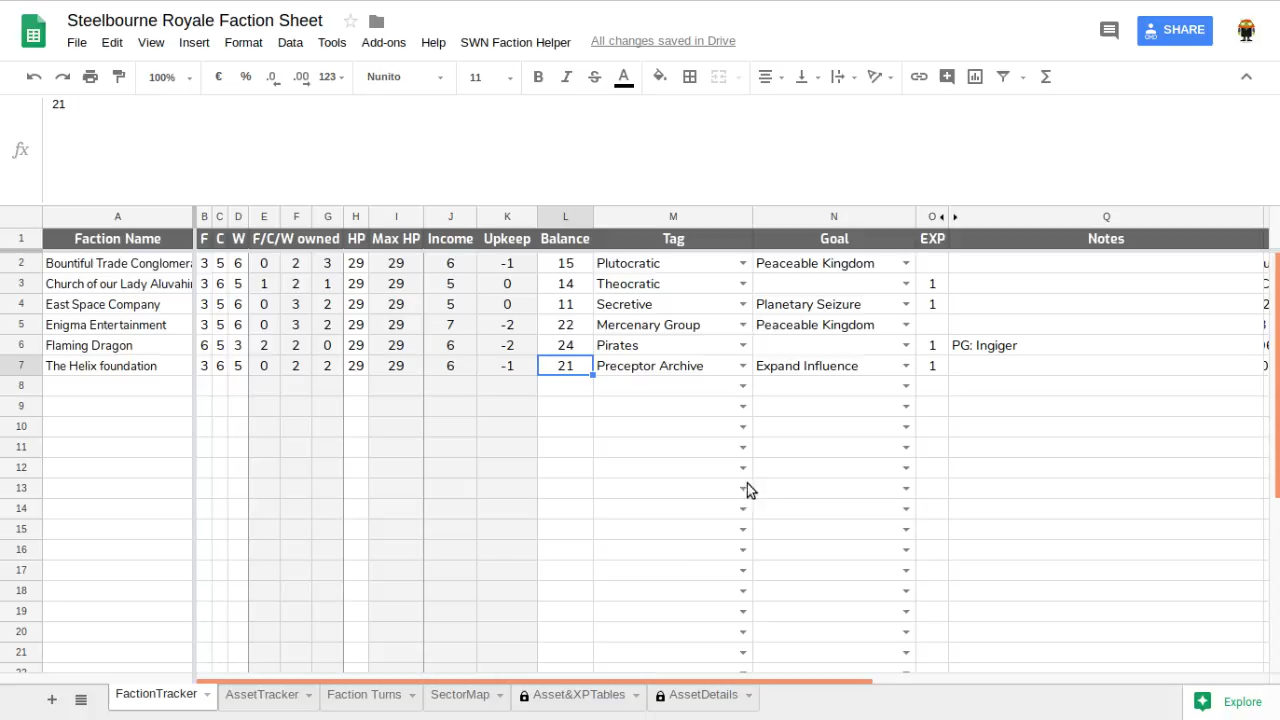 Steelbourne Royale Faction Sheet
File Edit View Insert Format Data Tools Add-ons Help SWN Faction Helper All changes saved in Drive
SHARE
100% € % .0 .00 123 Nunito 11 B I S A Σ
21
fx
A B C D E F G H I J K L M N O Q
1 Faction Name F C W F/C/W owned HP Max HP Income Upkeep Balance Tag Goal EXP Notes
2 Bountiful Trade Conglomer 3 5 6 0 2 3 29 29 6 -1 15 Plutocratic Peaceable Kingdom
3 Church of our Lady Aluvahi 3 6 5 1 2 1 29 29 5 0 14 Theocratic 1
4 East Space Company 3 5 6 0 3 2 29 29 5 0 11 Secretive Planetary Seizure 1
5 Enigma Entertainment 3 5 6 0 3 2 29 29 7 -2 22 Mercenary Group Peaceable Kingdom
6 Flaming Dragon 6 5 3 2 2 0 29 29 6 -2 24 Pirates 1 PG: Ingiger
7 The Helix foundation 3 6 5 0 2 2 29 29 6 -1 21 Preceptor Archive Expand Influence 1
8
9
10
11
12
13
14
15
16
17
18
19
20
21
FactionTracker AssetTracker Faction Turns SectorMap Asset&XPTables AssetDetails Explore